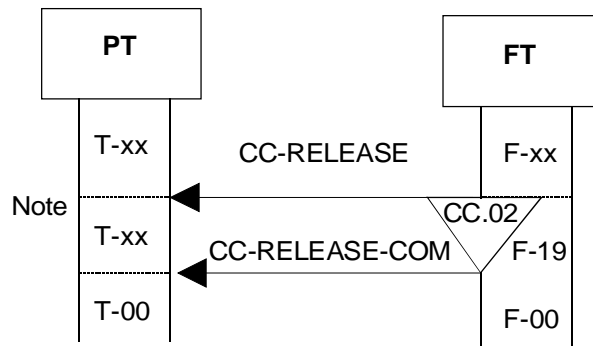 PT
FT
T-xx
CC-RELEASE
F-xx
Note
CC.02
T-xx
CC-RELEASE-COM
F-19
T-00
F-00